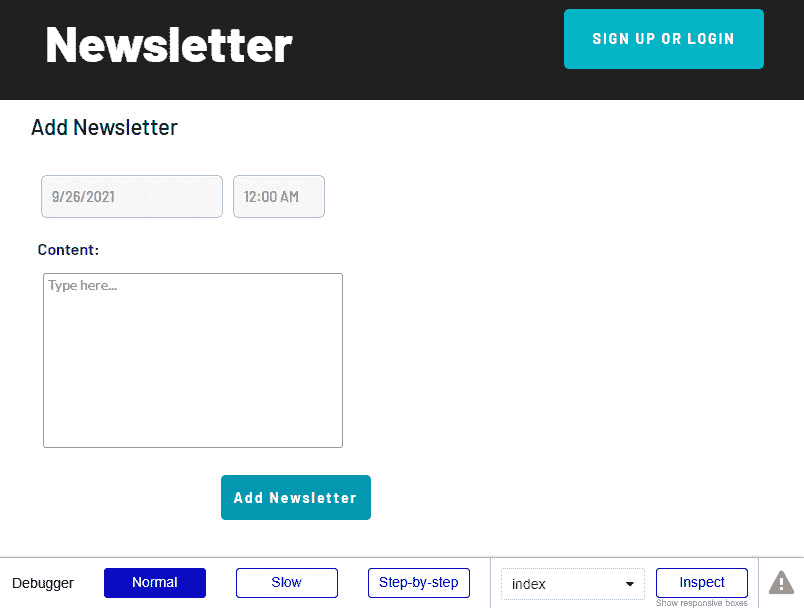 Newsletter
SIGN UP OR LOGIN
Add Newsletter
9/26/2021 12:00 AM
Content:
Type here...
Add Newsletter
Debugger Normal Slow Step-by-step index Inspect
Show responsive boxes